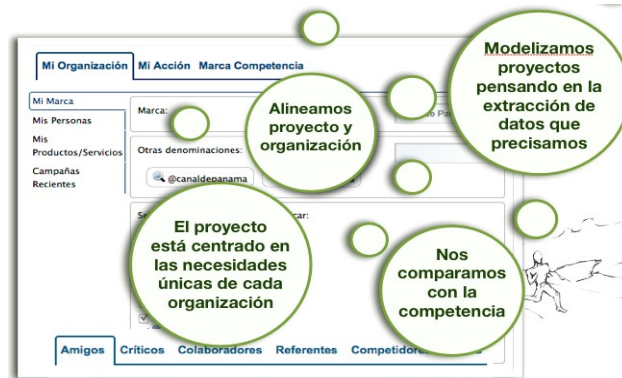 Mi Organización Mi Acción Marca Competencia
Mi Marca
Mis Personas
Mis
Productos/Servicios
Campañas
Recientes
Marca:
Otras denominaciones:
@canaldepanama
Alineamos
proyecto y
organización
Modelizamos
proyectos
pensando en la
extracción de
datos que
precisamos
El proyecto
está centrado en
las necesidades
únicas de cada
organización
Nos
comparamos
con la
competencia
Amigos Críticos Colaboradores Referentes